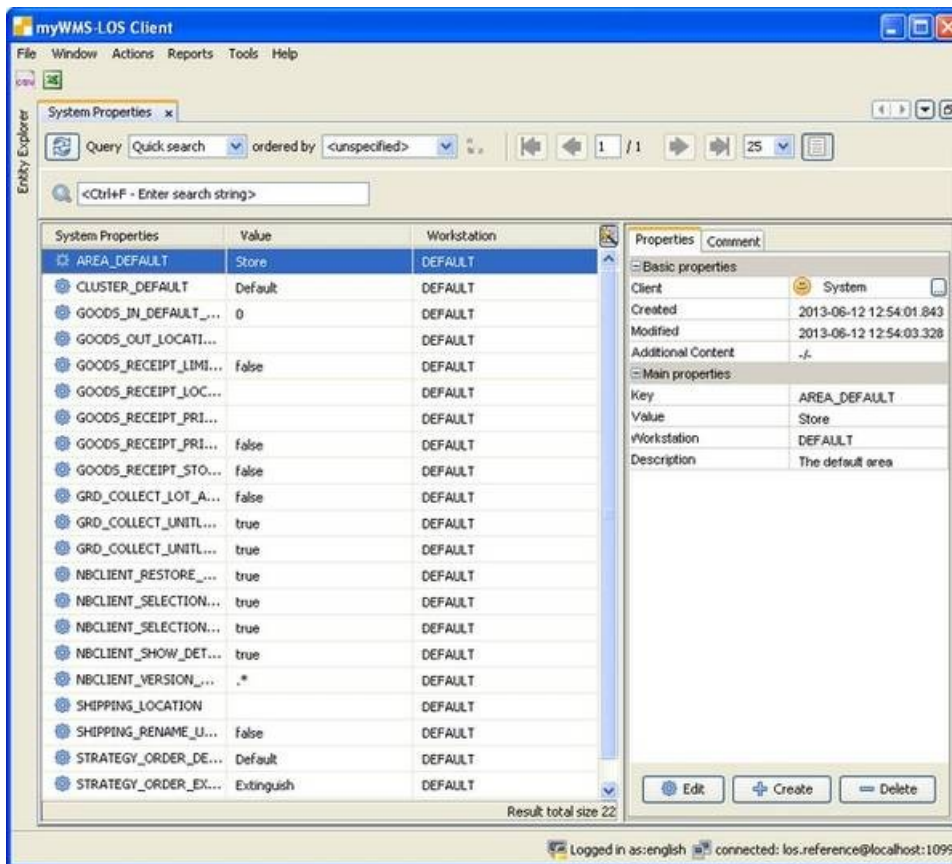 myWMS-LOS Client
File Window Actions Reports Tools Help
csv
Entity Explorer
System Properties x
Query Quick search ordered by <unspecified> 1 / 1 25
<Ctrl+F - Enter search string>
System Properties Value Workstation
AREA_DEFAULT Store DEFAULT
CLUSTER_DEFAULT Default DEFAULT
GOODS_IN_DEFAULT_... 0 DEFAULT
GOODS_OUT_LOCATI... DEFAULT
GOODS_RECEIPT_LIMI... false DEFAULT
GOODS_RECEIPT_LOC... DEFAULT
GOODS_RECEIPT_PRI... DEFAULT
GOODS_RECEIPT_PRI... false DEFAULT
GOODS_RECEIPT_STO... false DEFAULT
GRD_COLLECT_LOT_A... false DEFAULT
GRD_COLLECT_UNITL... true DEFAULT
GRD_COLLECT_UNITL... true DEFAULT
NBCLIENT_RESTORE_... true DEFAULT
NBCLIENT_SELECTION... true DEFAULT
NBCLIENT_SELECTION... true DEFAULT
NBCLIENT_SHOW_DET... true DEFAULT
NBCLIENT_VERSION_... .* DEFAULT
SHIPPING_LOCATION DEFAULT
SHIPPING_RENAME_U... false DEFAULT
STRATEGY_ORDER_DE... Default DEFAULT
STRATEGY_ORDER_EX... Extinguish DEFAULT
Result total size 22
Properties Comment
Basic properties
Client System ...
Created 2013-06-12 12:54:01.843
Modified 2013-06-12 12:54:03.328
Additional Content -/-
Main properties
Key AREA_DEFAULT
Value Store
Workstation DEFAULT
Description The default area
Edit Create Delete
Logged in as:english connected: los.reference@localhost:109